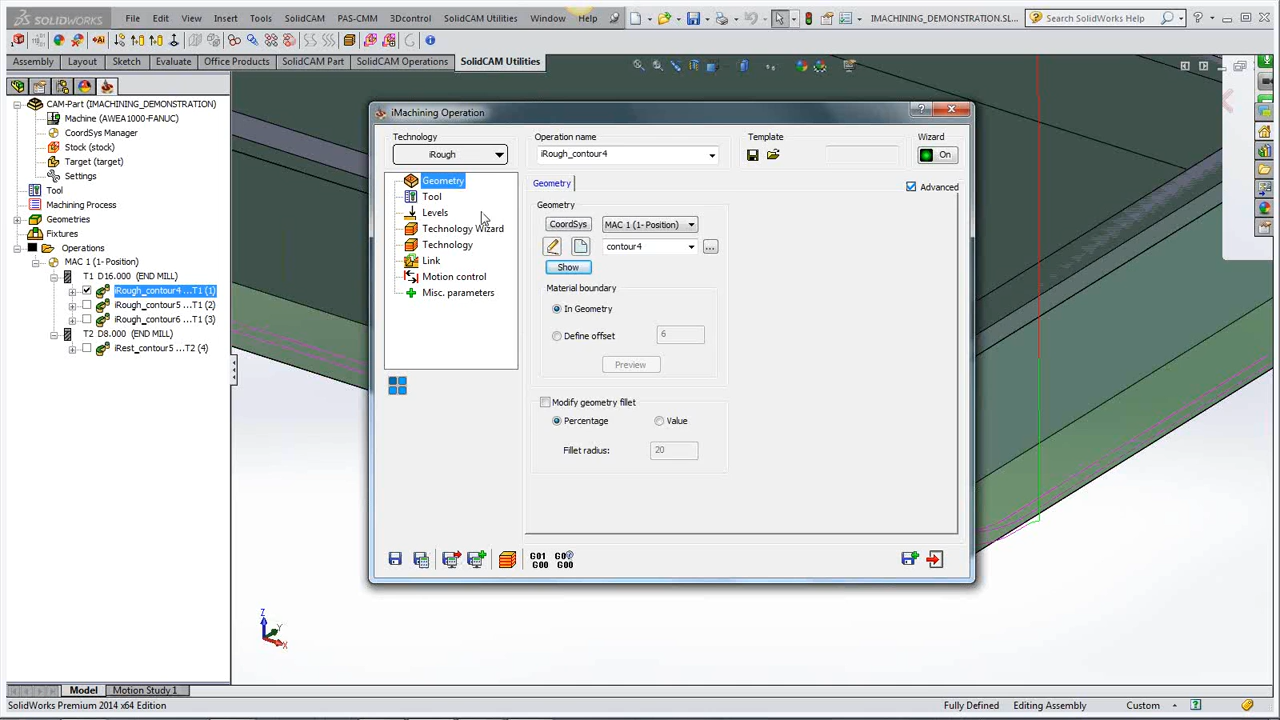 File Edit View Insert Tools SolidCAM PAS-CMM 3Dcontrol SolidCAM Utilities Window Help
IMACHINING_DEMONSTRATION.SL...
Search SolidWorks Help
Assembly Layout Sketch Evaluate Office Products SolidCAM Part SolidCAM Operations SolidCAM Utilities
CAM-Part (IMACHINING_DEMONSTRATION)
Machine (AWEA1000-FANUC)
CoordSys Manager
Stock (stock)
Target (target)
Settings
Tool
Machining Process
Geometries
Fixtures
Operations
MAC 1 (1- Position)
T1 D16.000 (END MILL)
iRough_contour4 ...T1 (1)
iRough_contour5 ...T1 (2)
iRough_contour6 ...T1 (3)
T2 D8.000 (END MILL)
iRest_contour5 ...T2 (4)
iMachining Operation
Technology
iRough
Operation name
iRough_contour4
Template
Wizard
On
Geometry
Tool
Levels
Technology Wizard
Technology
Link
Motion control
Misc. parameters
Geometry
Advanced
Geometry
CoordSys
MAC 1 (1- Position)
contour4
...
Show
Material boundary
In Geometry
Define offset
6
Preview
Modify geometry fillet
Percentage
Value
Fillet radius:
20
G01 G0
G00 G00
Z
Y
X
Model Motion Study 1
SolidWorks Premium 2014 x64 Edition
Fully Defined Editing Assembly Custom